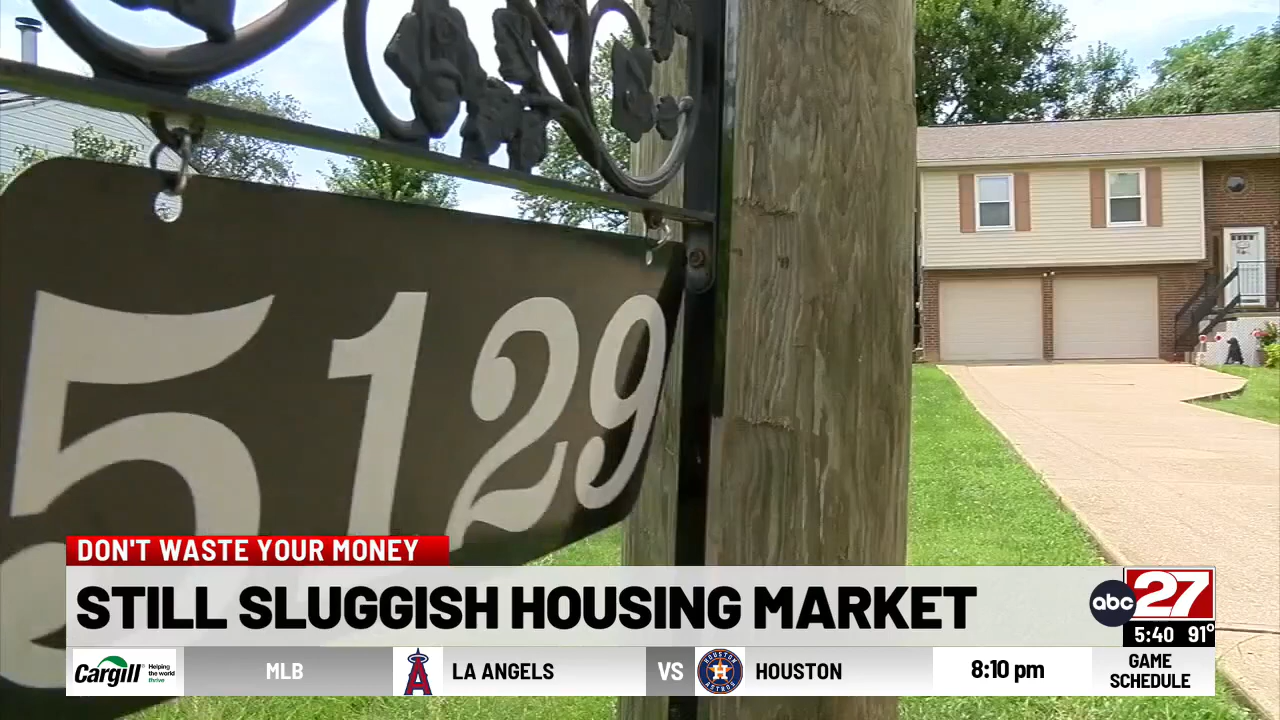 5129
DON'T WASTE YOUR MONEY
STILL SLUGGISH HOUSING MARKET
abc 27
5:40 91°
Cargill Helping the world thrive
MLB
LA ANGELS
VS
HOUSTON
8:10 pm
GAME
SCHEDULE